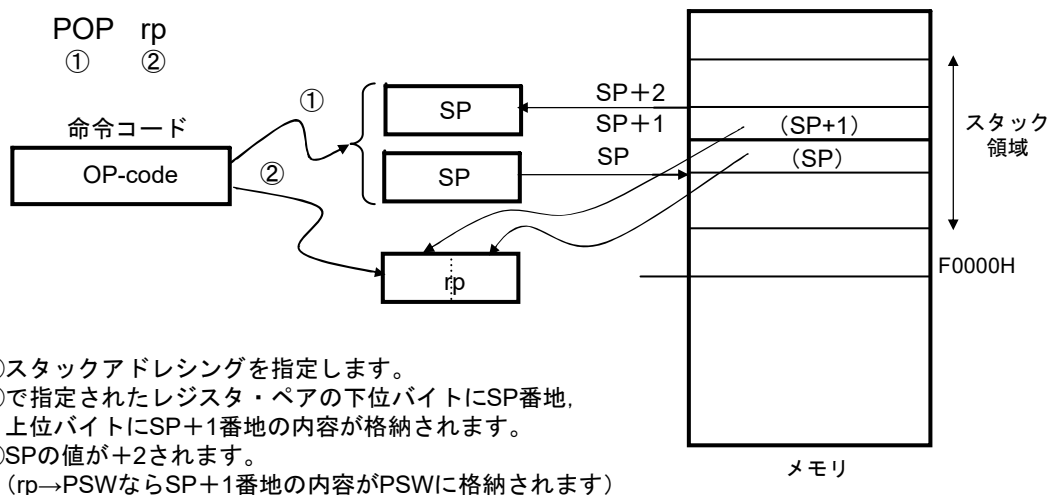 POP rp
① ②
命令コード
OP-code
①
②
SP
SP
rp
SP+2
SP+1
SP
（SP+1）
（SP）
スタック
領域
F0000H
メモリ
スタックアドレシングを指定します。
で指定されたレジスタ・ペアの下位バイトにSP番地,
上位バイトにSP＋1番地の内容が格納されます。
SPの値が＋2されます。
（rp→PSWならSP＋1番地の内容がPSWに格納されます）